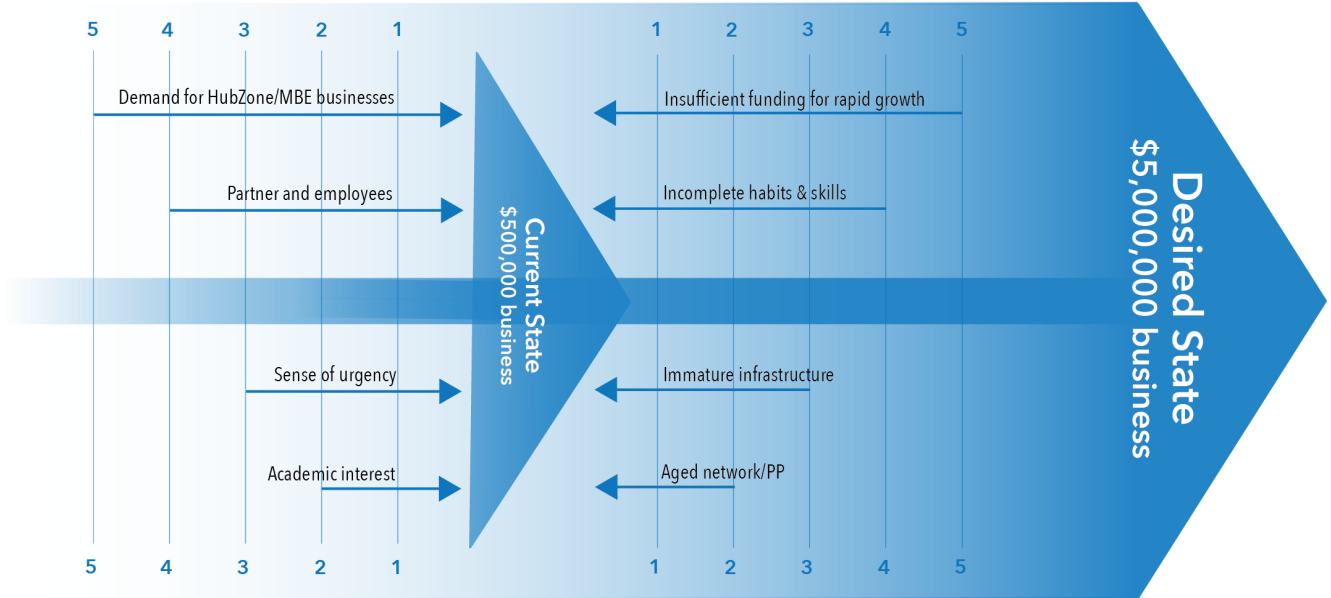 5 4 3 2 1 1 2 3 4 5
Demand for HubZone/MBE businesses
Insufficient funding for rapid growth
Partner and employees
Incomplete habits & skills
Current State
$500,000 business
Desired State
$5,000,000 business
Sense of urgency
Immature infrastructure
Academic interest
Aged network/PP
5 4 3 2 1 1 2 3 4 5